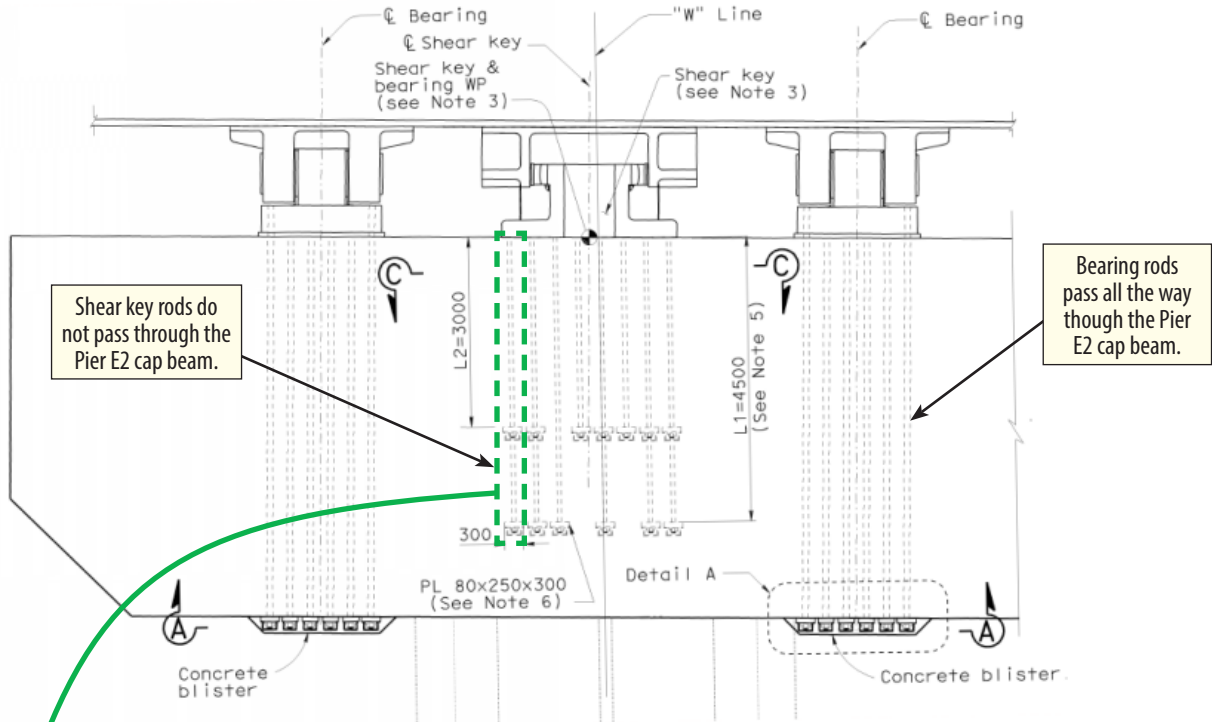 ℄ Bearing
"W" Line
℄ Bearing
℄ Shear key
Shear key &
bearing WP
(see Note 3)
Shear key
(see Note 3)
C
C
Shear key rods do
not pass through the
Pier E2 cap beam.
Bearing rods
pass all the way
though the Pier
E2 cap beam.
L2=3000
L1=4500
(See Note 5)
300
PL 80x250x300
(See Note 6)
Detail A
A
A
Concrete
blister
Concrete blister